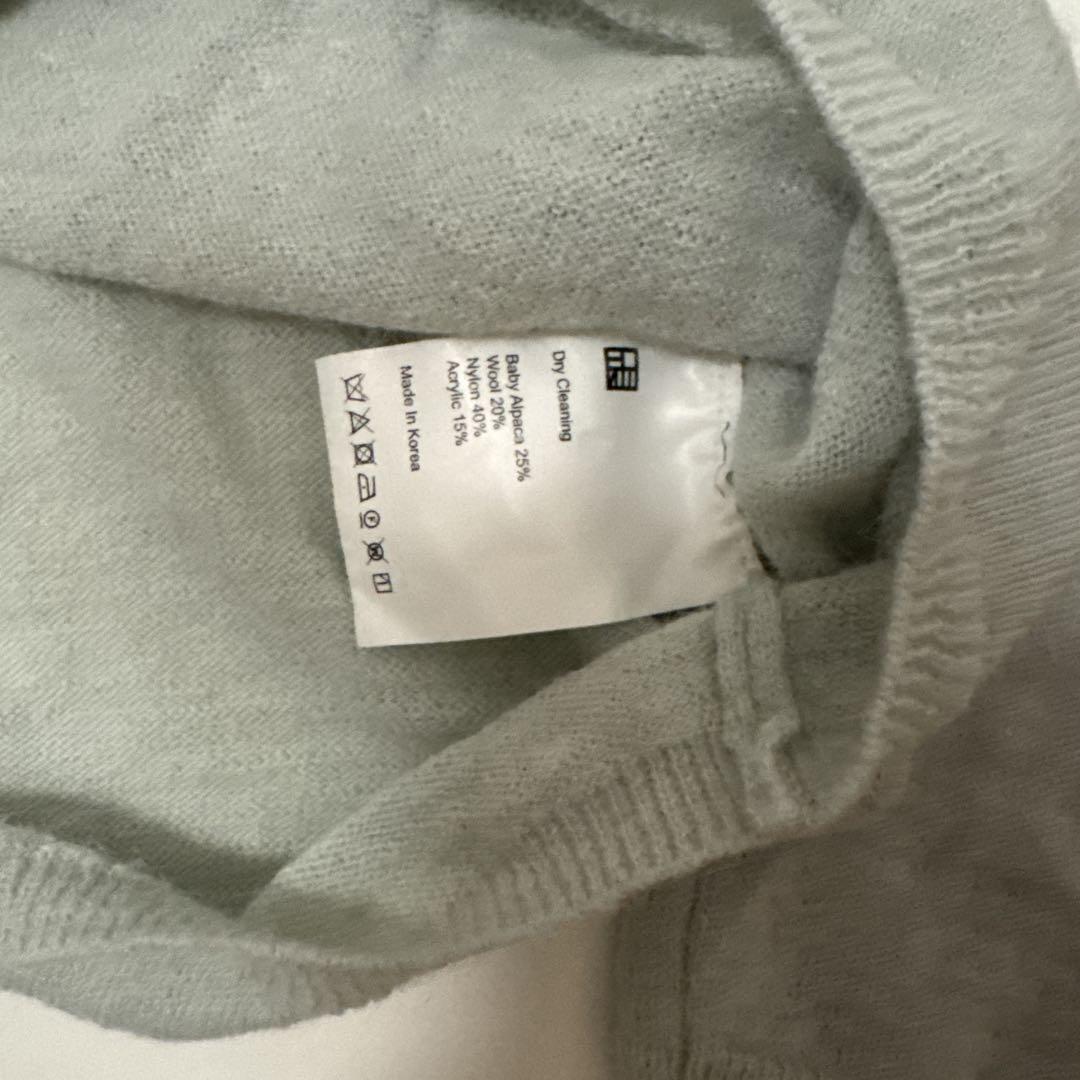 Dry Cleaning
Baby Alpaca 25%
Wool 20%
Nylon 40%
Acrylic 15%
Made In Korea